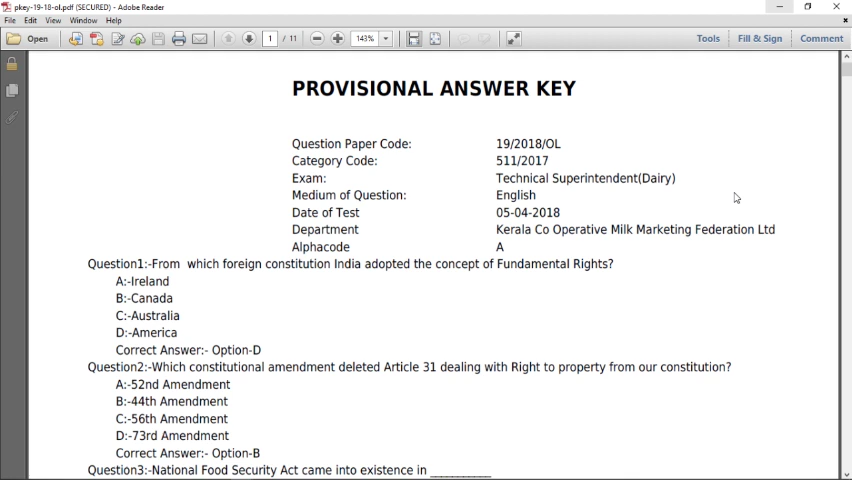 pkey-19-18-ol.pdf (SECURED) - Adobe Reader
File Edit View Window Help
Open 1 / 11 143% Tools Fill & Sign Comment
PROVISIONAL ANSWER KEY
Question Paper Code: 19/2018/OL
Category Code: 511/2017
Exam: Technical Superintendent(Dairy)
Medium of Question: English
Date of Test 05-04-2018
Department Kerala Co Operative Milk Marketing Federation Ltd
Alphacode A
Question1:-From which foreign constitution India adopted the concept of Fundamental Rights?
A:-Ireland
B:-Canada
C:-Australia
D:-America
Correct Answer:- Option-D
Question2:-Which constitutional amendment deleted Article 31 dealing with Right to property from our constitution?
A:-52nd Amendment
B:-44th Amendment
C:-56th Amendment
D:-73rd Amendment
Correct Answer:- Option-B
Question3:-National Food Security Act came into existence in __________